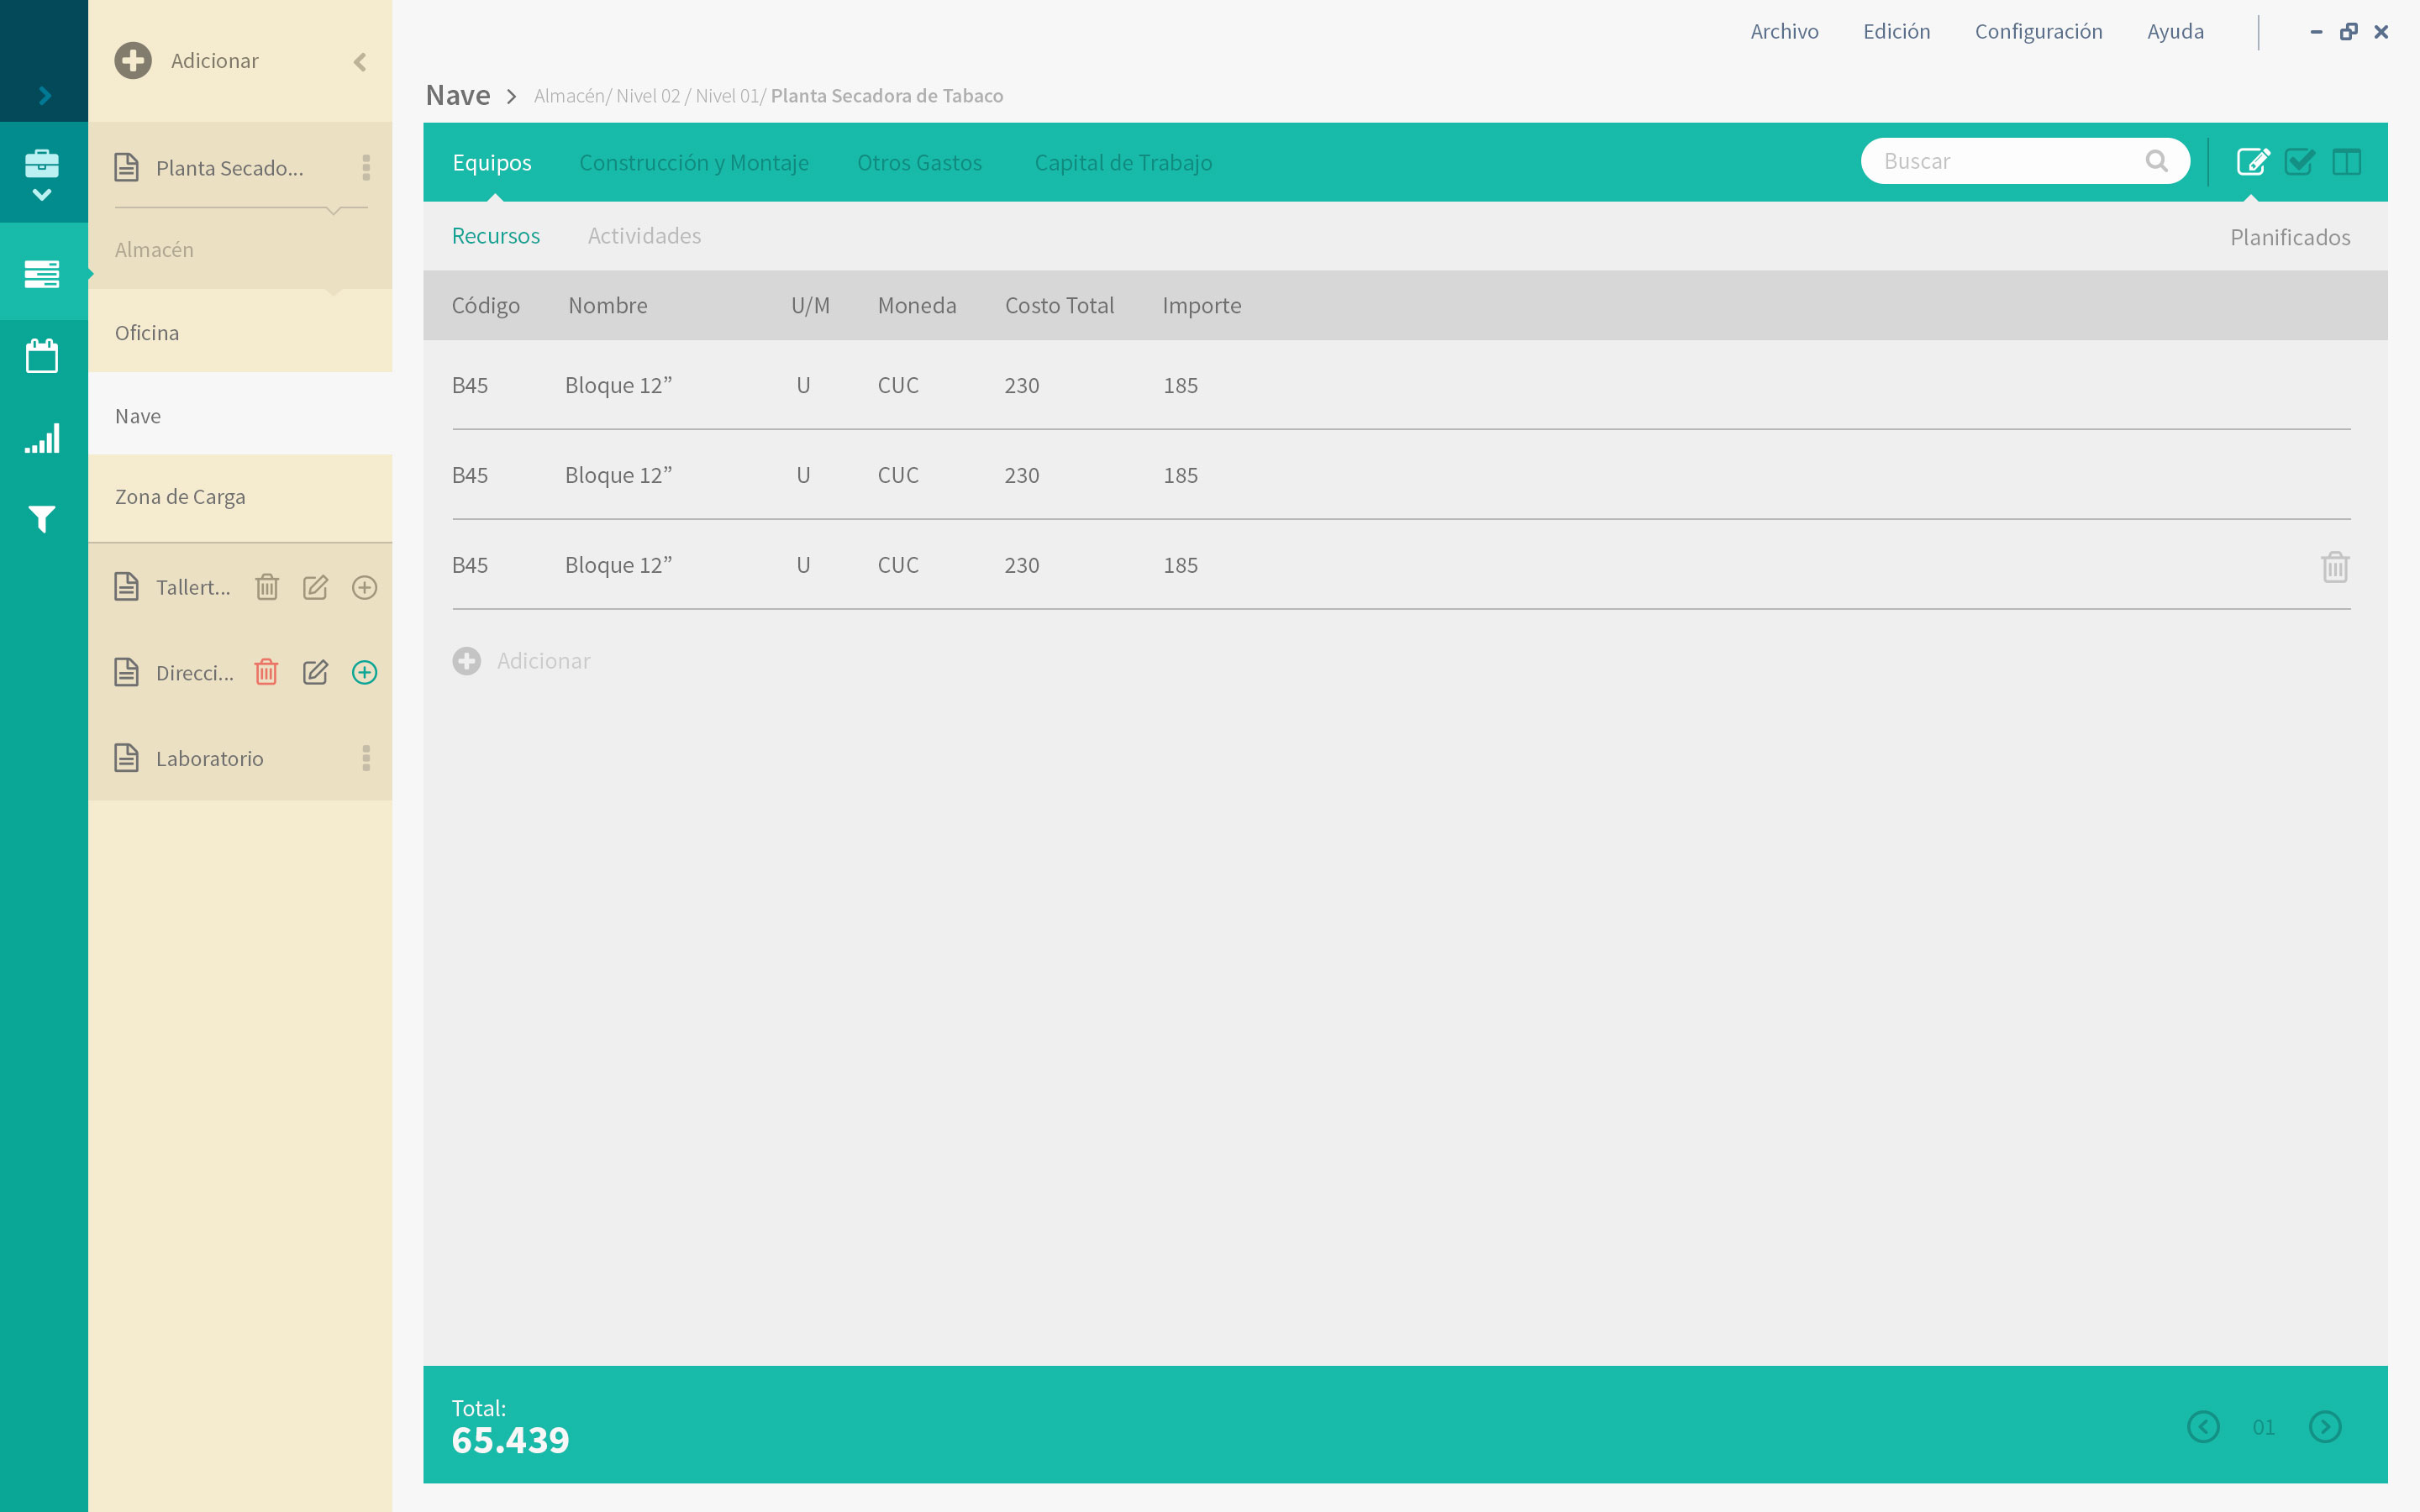 Archivo Edición Configuración Ayuda
Adicionar
Nave > Almacén/ Nivel 02 / Nivel 01/ Planta Secadora de Tabaco
Planta Secado...
Almacén
Oficina
Nave
Zona de Carga
Tallert...
Direcci...
Laboratorio
Equipos Construcción y Montaje Otros Gastos Capital de Trabajo Buscar
Recursos Actividades Planificados
Código Nombre U/M Moneda Costo Total Importe
B45 Bloque 12” U CUC 230 185
B45 Bloque 12” U CUC 230 185
B45 Bloque 12” U CUC 230 185
Adicionar
Total:
65.439
01